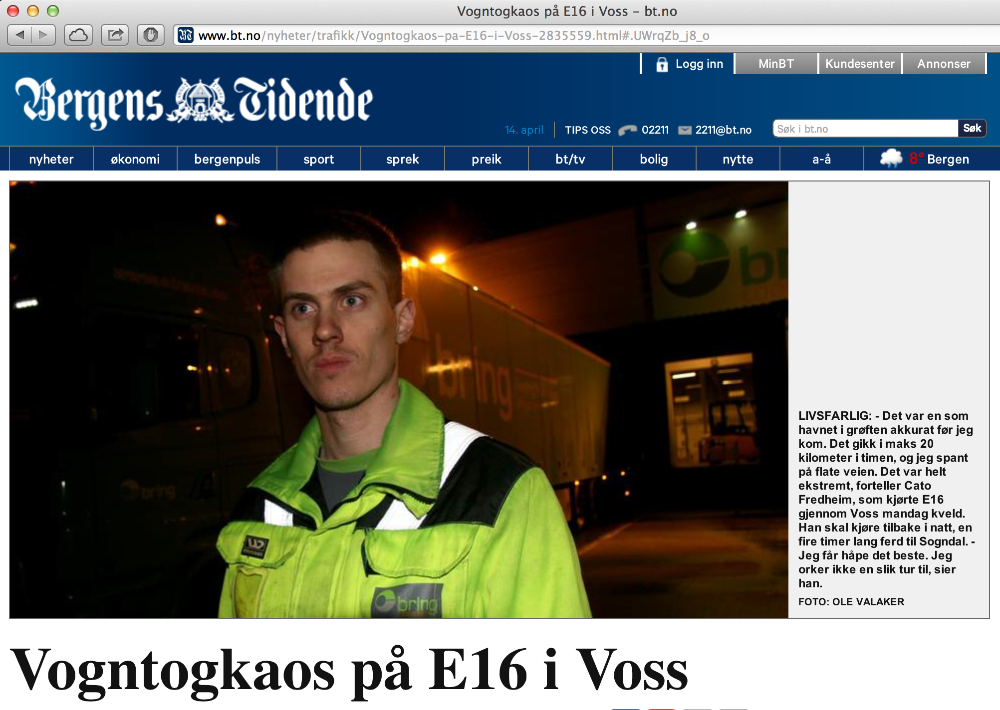 Vogntogkaos på E16 i Voss – bt.no
www.bt.no/nyheter/trafikk/Vogntogkaos-pa-E16-i-Voss-2835559.html#.UWrqZb_j8_o
Logg inn MinBT Kundesenter Annonser
Bergens Tidende
14. april TIPS OSS 02211 2211@bt.no Søk i bt.no Søk
nyheter økonomi bergenpuls sport sprek preik bt/tv bolig nytte a-å 8° Bergen
br
bring
bring
bring
LIVSFARLIG: - Det var en som
havnet i grøften akkurat før jeg
kom. Det gikk i maks 20
kilometer i timen, og jeg spant
på flate veien. Det var helt
ekstremt, forteller Cato
Fredheim, som kjørte E16
gjennom Voss mandag kveld.
Han skal kjøre tilbake i natt, en
fire timer lang ferd til Sogndal. -
Jeg får håpe det beste. Jeg
orker ikke en slik tur til, sier
han.
FOTO: OLE VALAKER
Vogntogkaos på E16 i Voss